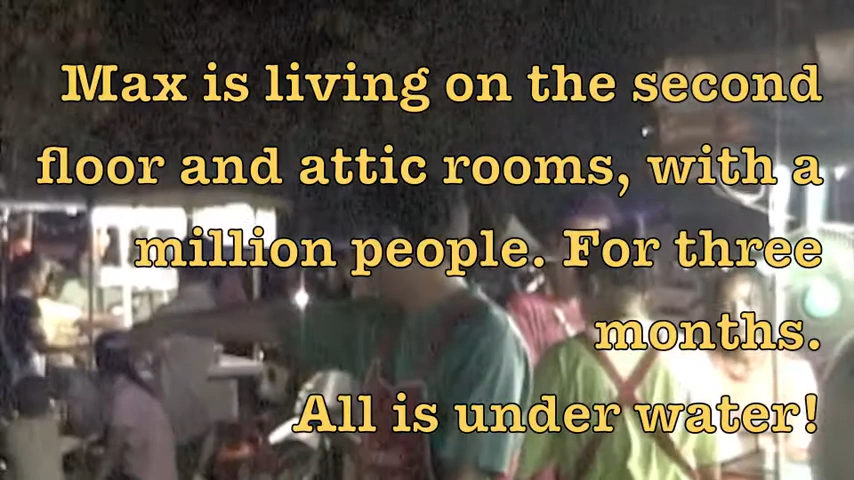 Max is living on the second
floor and attic rooms, with a
million people. For three
months.
All is under water!